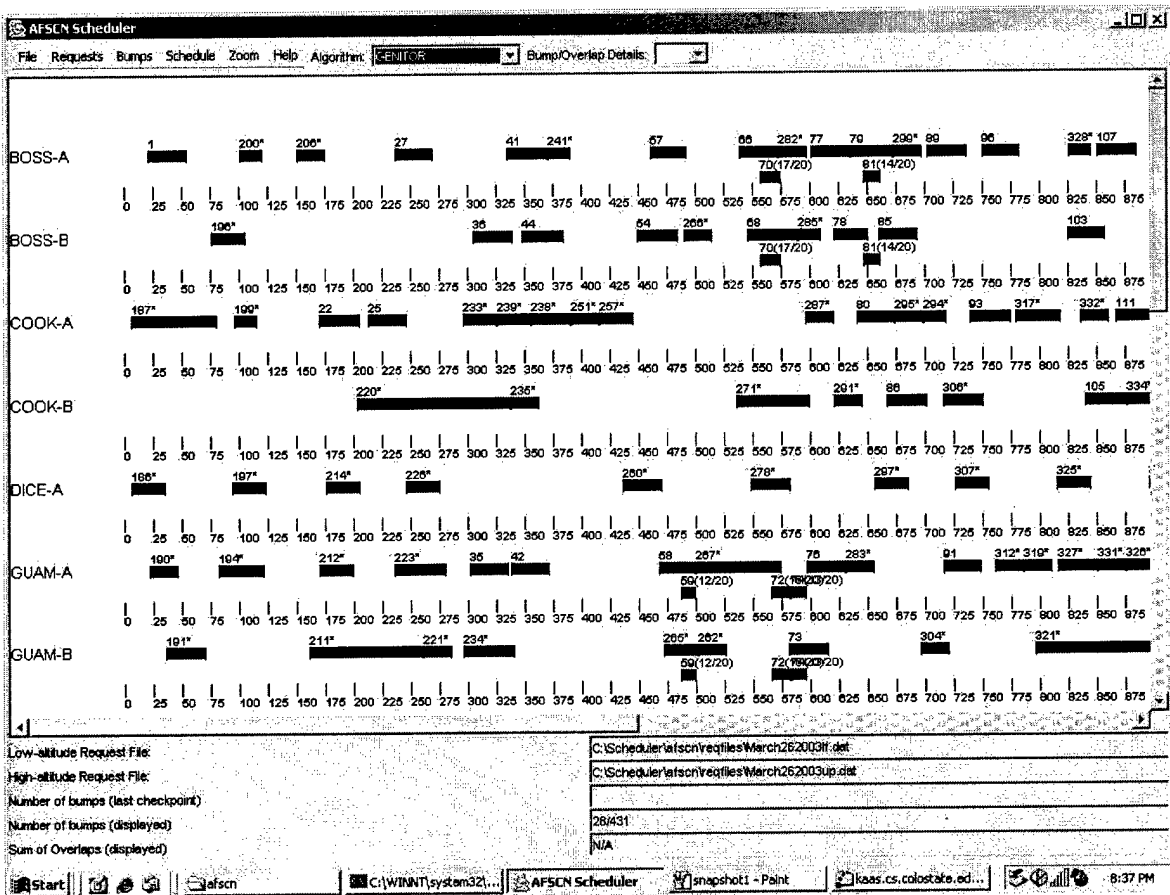 AFSCN Scheduler
File Requests Bumps Schedule Zoom Help Algorithm: GENITOR Bump/Overlap Details:
1 200* 206* 27 41 241* 57 66 282* 77 79 299* 89 96 328* 107
BOSS-A
70(17/20) 81(14/20)
0 25 50 75 100 125 150 175 200 225 250 275 300 325 350 375 400 425 450 475 500 525 550 575 600 625 650 675 700 725 750 775 800 825 850 875
196* 36 44 54 266* 68 285* 78 85 103
BOSS-B
70(17/20) 81(14/20)
0 25 50 75 100 125 150 175 200 225 250 275 300 325 350 375 400 425 450 475 500 525 550 575 600 625 650 675 700 725 750 775 800 825 850 875
187* 199* 22 25 233* 239* 238* 251* 257* 287* 80 295* 294* 93 317* 332* 111
COOK-A
0 25 50 75 100 125 150 175 200 225 250 275 300 325 350 375 400 425 450 475 500 525 550 575 600 625 650 675 700 725 750 775 800 825 850 875
220* 235* 271* 291* 86 306* 105 334*
COOK-B
0 25 50 75 100 125 150 175 200 225 250 275 300 325 350 375 400 425 450 475 500 525 550 575 600 625 650 675 700 725 750 775 800 825 850 875
186* 197* 214* 226* 260* 278* 297* 307* 325*
DICE-A
0 25 50 75 100 125 150 175 200 225 250 275 300 325 350 375 400 425 450 475 500 525 550 575 600 625 650 675 700 725 750 775 800 825 850 875
190* 194* 212* 223* 35 42 58 267* 76 283* 91 312* 319* 327* 331* 326*
GUAM-A
59(12/20)
0 25 50 75 100 125 150 175 200 225 250 275 300 325 350 375 400 425 450 475 500 525 550 575 600 625 650 675 700 725 750 775 800 825 850 875
191* 211* 221* 234* 265* 262* 73 304* 321*
GUAM-B
59(12/20)
0 25 50 75 100 125 150 175 200 225 250 275 300 325 350 375 400 425 450 475 500 525 550 575 600 625 650 675 700 725 750 775 800 825 850 875
Low-altitude Request File: C:\Scheduler\afscn\reqfiles\March262003lf.dat
High-altitude Request File: C:\Scheduler\afscn\reqfiles\March262003up.dat
Number of bumps (last checkpoint)
Number of bumps (displayed) 28/431
Sum of Overlaps (displayed) N/A
Start afscn C:\WINNT\system32\... AFSCN Scheduler snapshot1 - Paint kaas.cs.colostate.ed... 8:37 PM